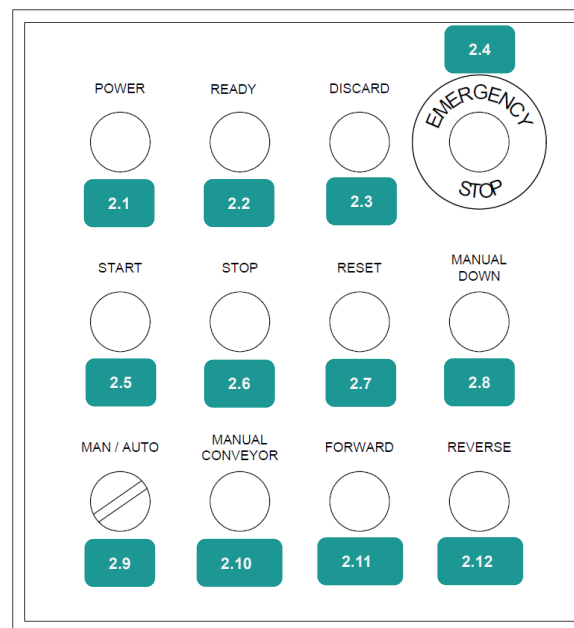 2.4
POWER
READY
DISCARD
EMERGENCY
STOP
2.1
2.2
2.3
START
STOP
RESET
MANUAL
DOWN
2.5
2.6
2.7
2.8
MAN / AUTO
MANUAL
CONVEYOR
FORWARD
REVERSE
2.9
2.10
2.11
2.12